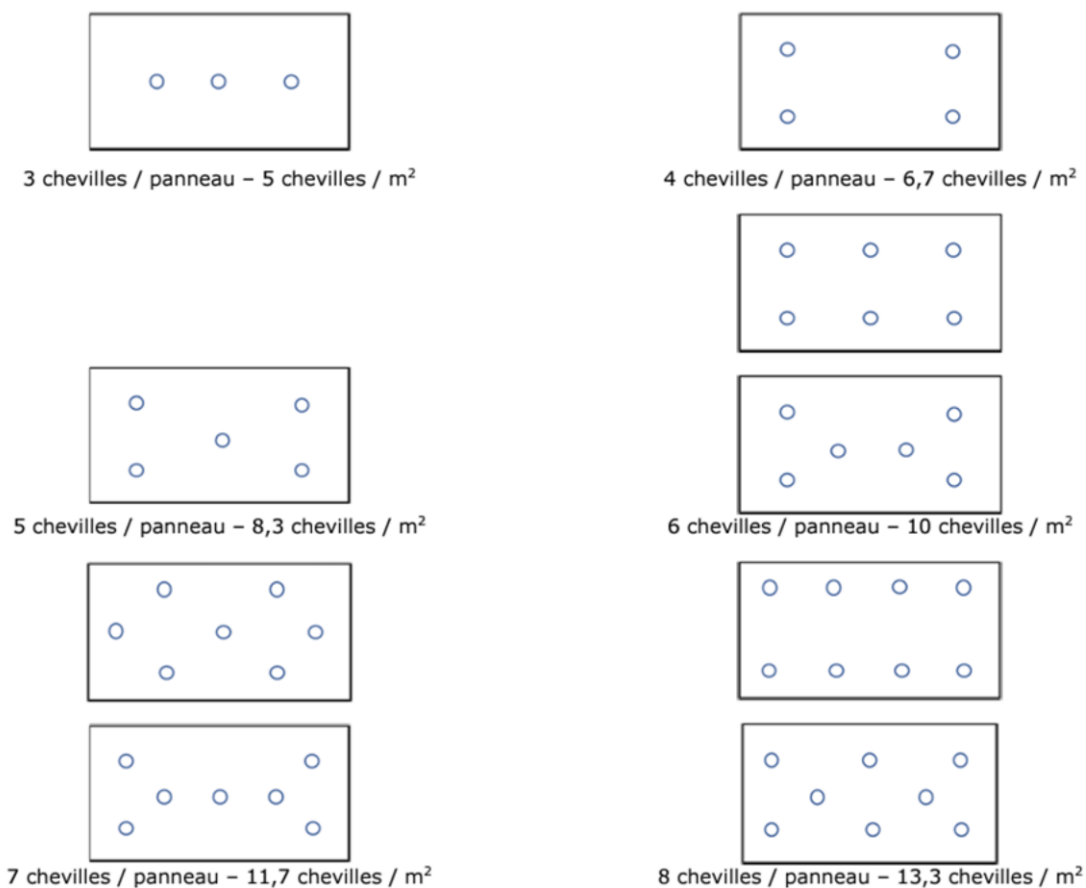 3 chevilles / panneau – 5 chevilles / m²
4 chevilles / panneau – 6,7 chevilles / m²
5 chevilles / panneau – 8,3 chevilles / m²
6 chevilles / panneau – 10 chevilles / m²
7 chevilles / panneau – 11,7 chevilles / m²
8 chevilles / panneau – 13,3 chevilles / m²